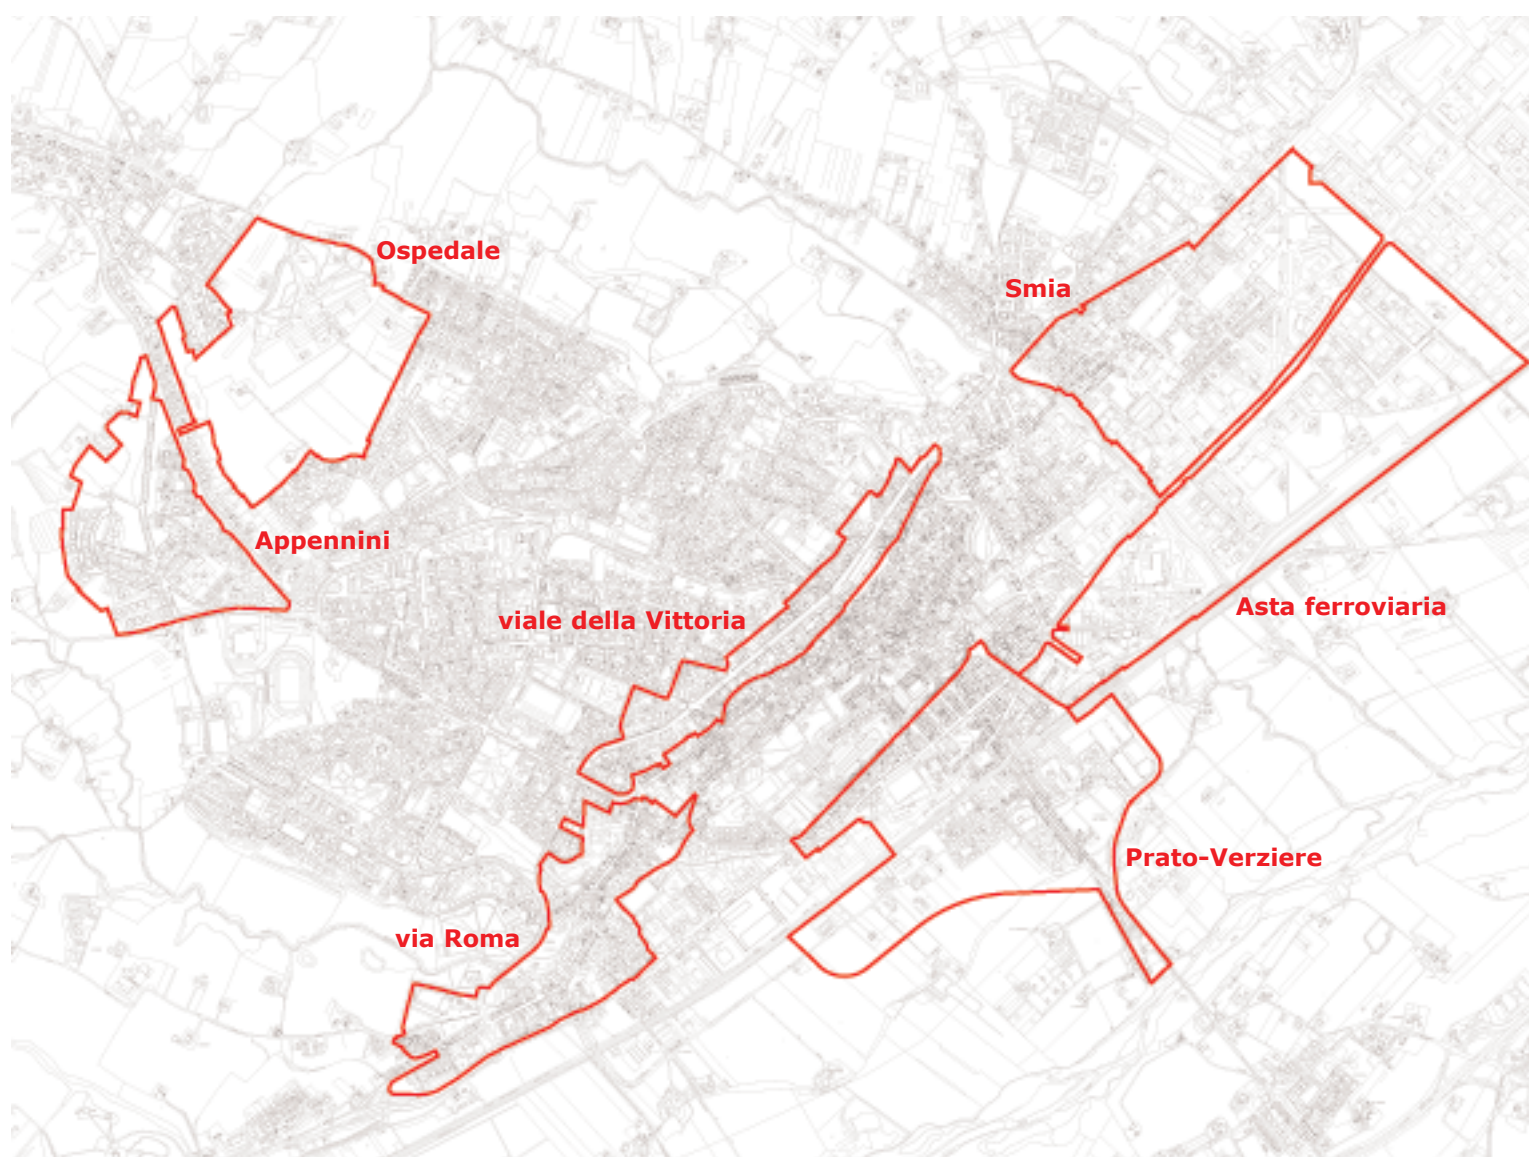 Ospedale
Smia
Appennini
viale della Vittoria
Asta ferroviaria
Prato-Verziere
via Roma